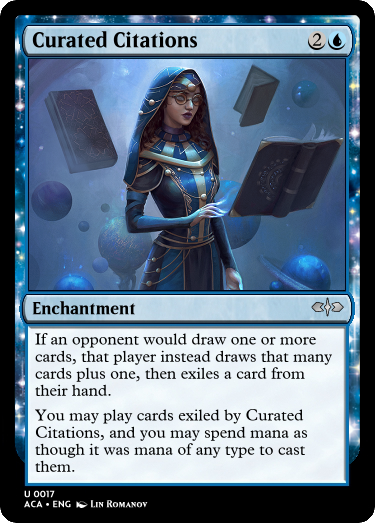 Curated Citations 2
Enchantment
If an opponent would draw one or more
cards, that player instead draws that many
cards plus one, then exiles a card from
their hand.
You may play cards exiled by Curated
Citations, and you may spend mana as
though it was mana of any type to cast
them.
U 0017
ACA • ENG Lin Romanov